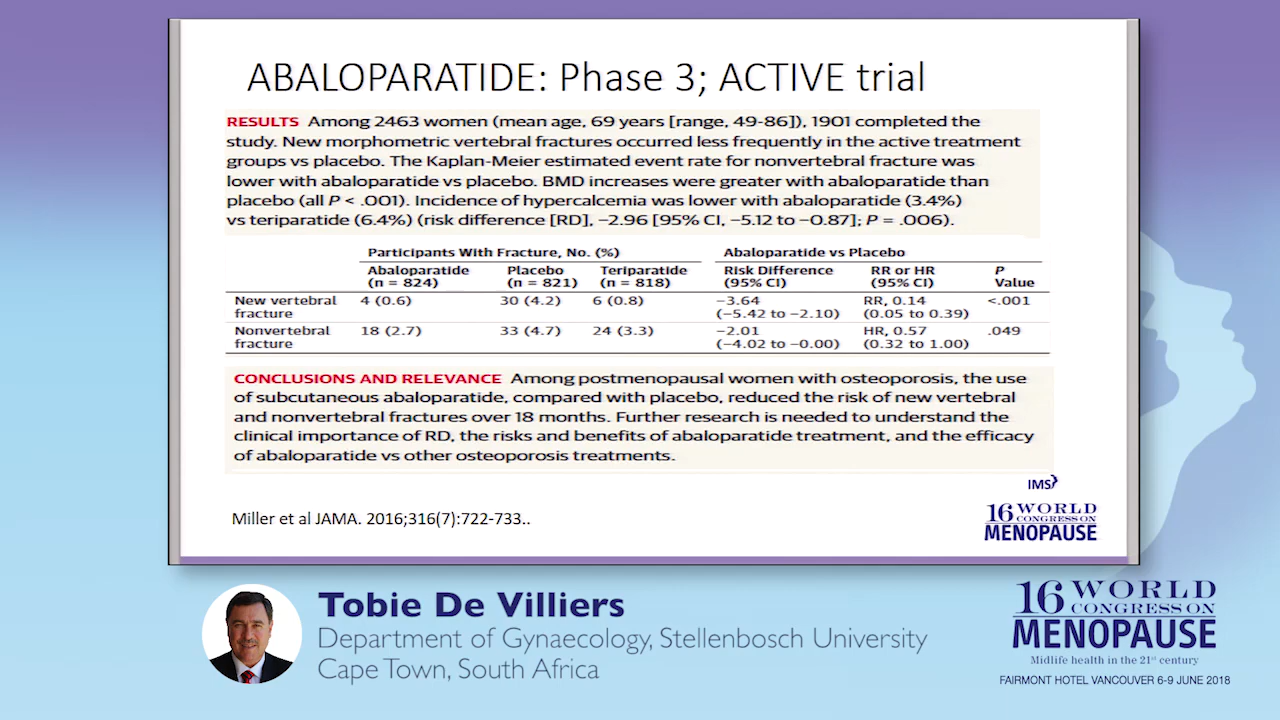 ABALOPARATIDE: Phase 3; ACTIVE trial
RESULTS Among 2463 women (mean age, 69 years [range, 49-86]), 1901 completed the
study. New morphometric vertebral fractures occurred less frequently in the active treatment
groups vs placebo. The Kaplan-Meier estimated event rate for nonvertebral fracture was
lower with abaloparatide vs placebo. BMD increases were greater with abaloparatide than
placebo (all P < .001). Incidence of hypercalcemia was lower with abaloparatide (3.4%)
vs teriparatide (6.4%) (risk difference [RD], −2.96 [95% CI, −5.12 to −0.87]; P = .006).
Participants With Fracture, No. (%) Abaloparatide vs Placebo
Abaloparatide Placebo Teriparatide Risk Difference RR or HR P
(n = 824) (n = 821) (n = 818) (95% CI) (95% CI) Value
New vertebral 4 (0.6) 30 (4.2) 6 (0.8) −3.64 RR, 0.14 <.001
fracture (−5.42 to −2.10) (0.05 to 0.39)
Nonvertebral 18 (2.7) 33 (4.7) 24 (3.3) −2.01 HR, 0.57 .049
fracture (−4.02 to −0.00) (0.32 to 1.00)
CONCLUSIONS AND RELEVANCE Among postmenopausal women with osteoporosis, the use
of subcutaneous abaloparatide, compared with placebo, reduced the risk of new vertebral
and nonvertebral fractures over 18 months. Further research is needed to understand the
clinical importance of RD, the risks and benefits of abaloparatide treatment, and the efficacy
of abaloparatide vs other osteoporosis treatments.
IMS
Miller et al JAMA. 2016;316(7):722-733..
16 WORLD
CONGRESS ON
MENOPAUSE
Tobie De Villiers
Department of Gynaecology, Stellenbosch University
Cape Town, South Africa
16 WORLD
CONGRESS ON
MENOPAUSE
Midlife health in the 21st century
FAIRMONT HOTEL VANCOUVER 6-9 JUNE 2018